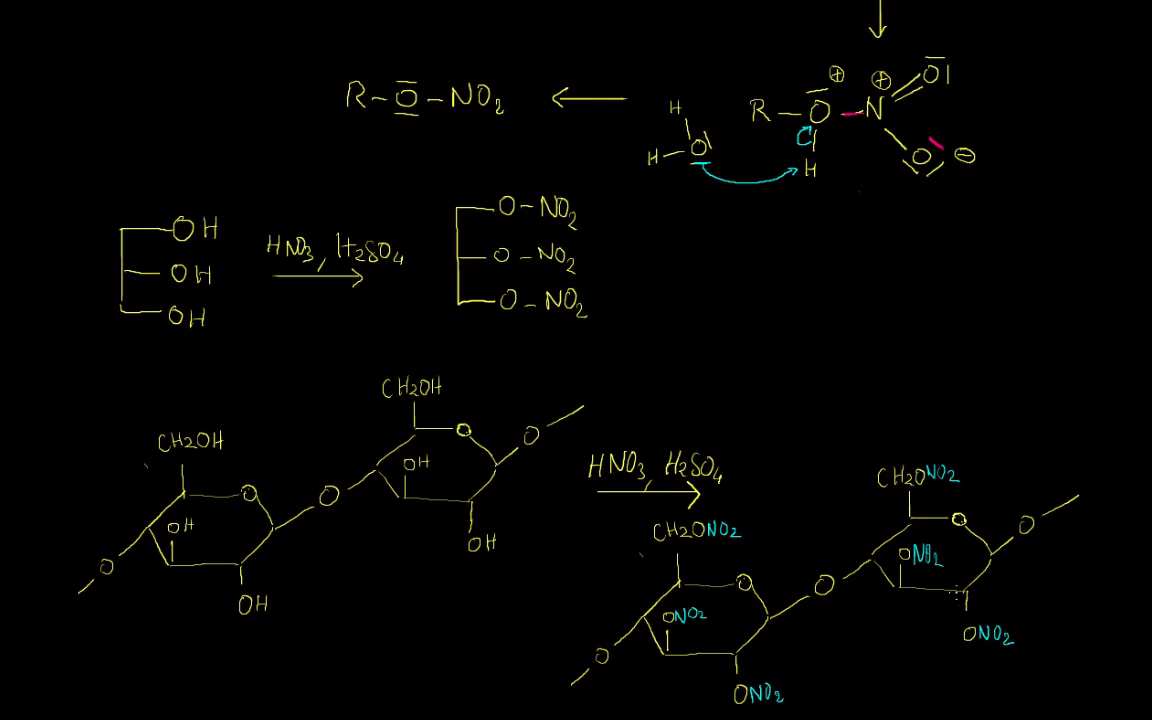 R-O-NO2 ← H H O R-O-N O O H ⊕ ⊕ ⊖
OH O-NO2
HNO3, H2SO4
OH O-NO2
OH O-NO2
CH2OH
CH2OH O O
OH HNO3, H2SO4 CH2ONO2
O O CH2ONO2 O O
OH OH ONO2
O O O
OH ONO2 ONO2
O
ONO2